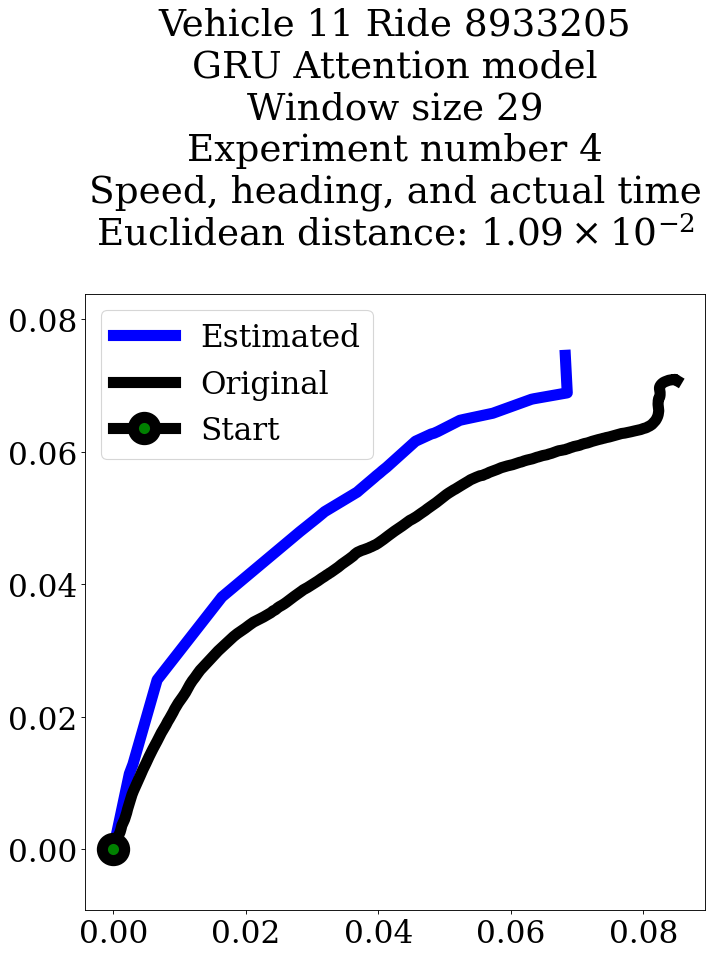 Vehicle 11 Ride 8933205
GRU Attention model
Window size 29
Experiment number 4
Speed, heading, and actual time
Euclidean distance: 1.09 × 10⁻²
Estimated
Original
Start
0.08
0.06
0.04
0.02
0.00
0.00 0.02 0.04 0.06 0.08